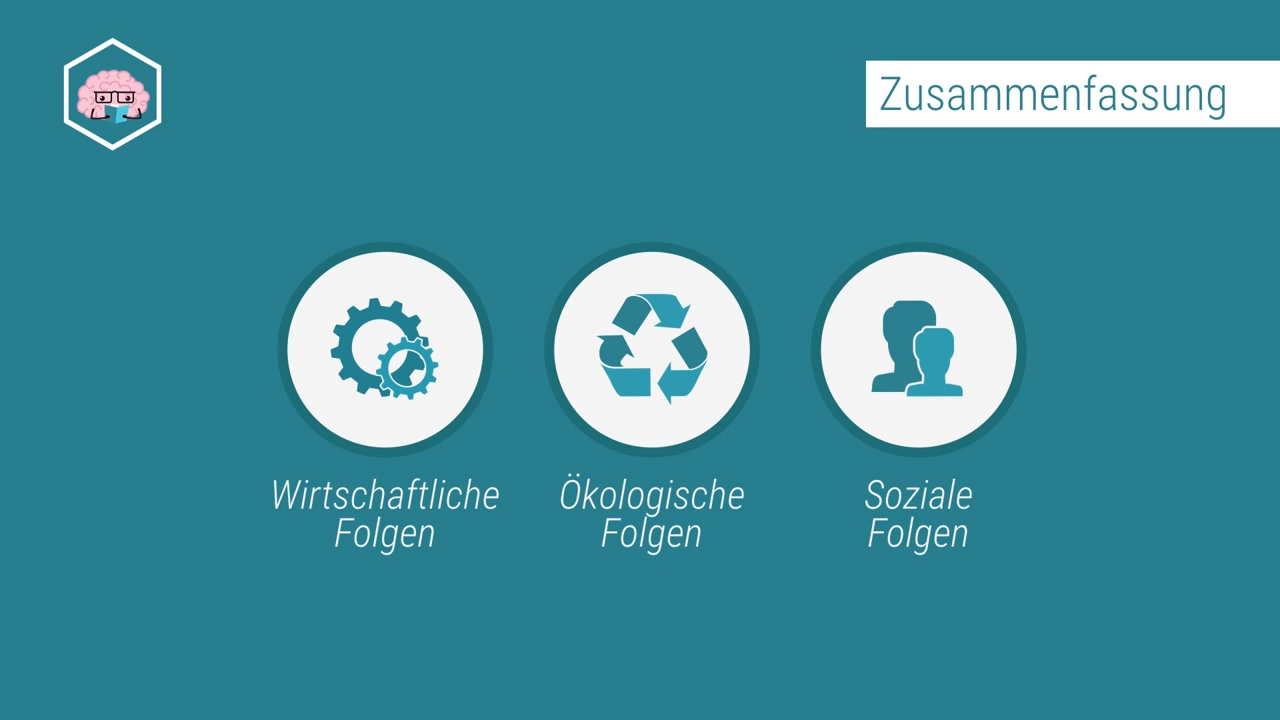 Zusammenfassung
Wirtschaftliche
Folgen
Ökologische
Folgen
Soziale
Folgen